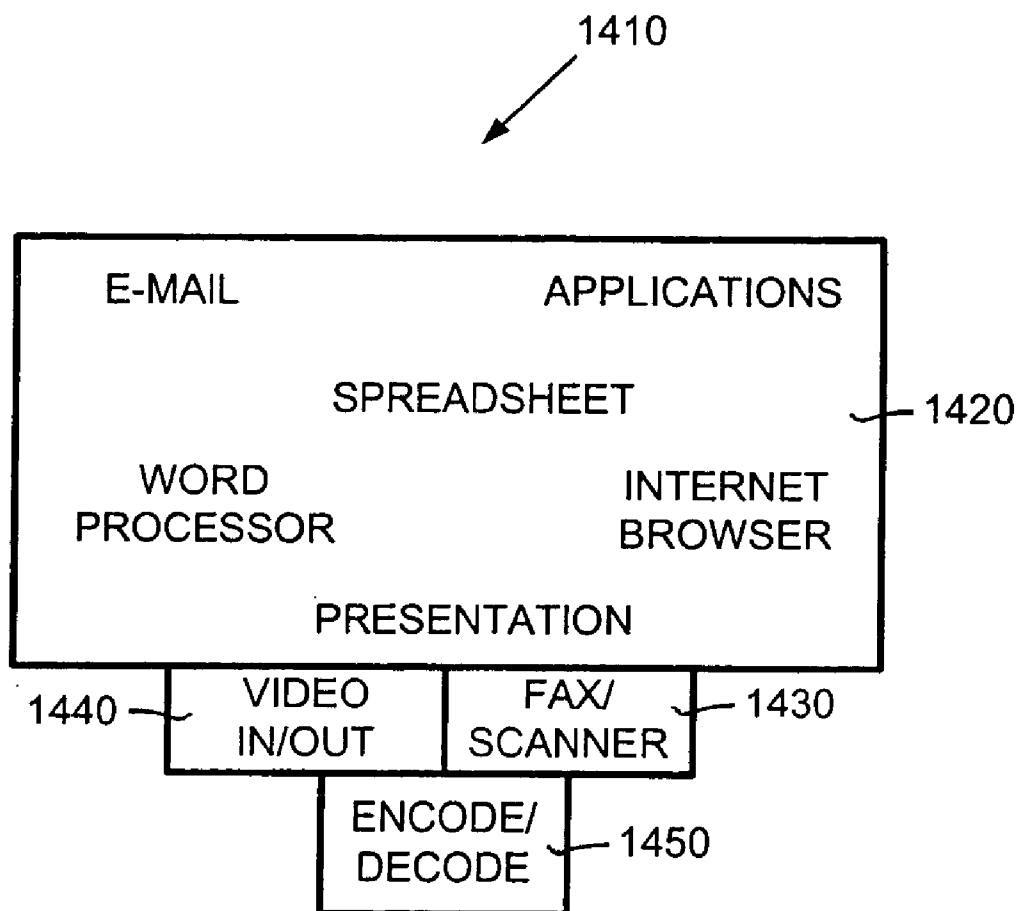 1410
E-MAIL APPLICATIONS
SPREADSHEET
1420
WORD PROCESSOR
INTERNET BROWSER
PRESENTATION
1440
VIDEO IN/OUT
FAX/ SCANNER
1430
ENCODE/ DECODE
1450